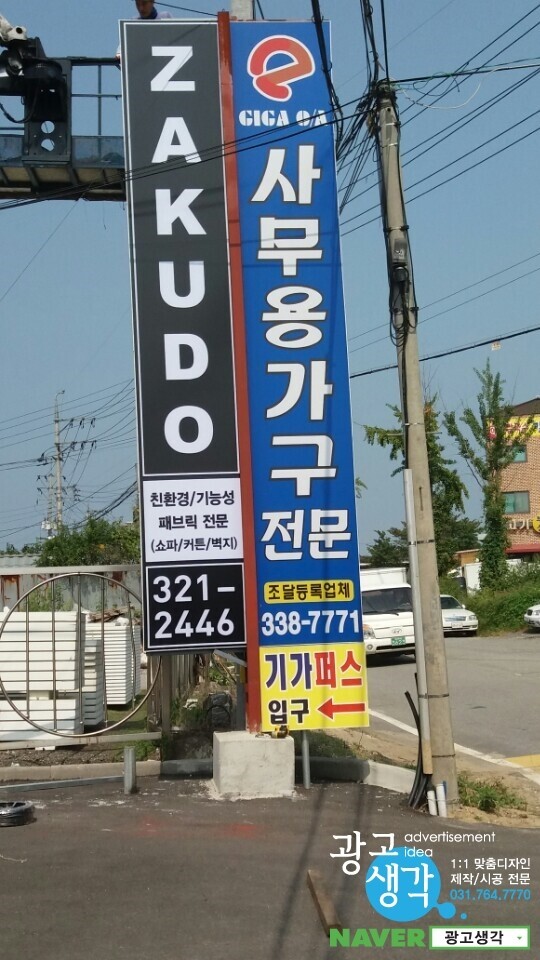 ZAKUDO
친환경/기능성
패브릭 전문
(쇼파/커튼/벽지)
321-
2446
e
GIGA O/A
사무용가구전문
조달등록업체
338-7771
기가퍼스
입구
광고
생각
advertisement
idea
1:1 맞춤디자인
제작/시공 전문
031.764.7770
NAVER 광고생각